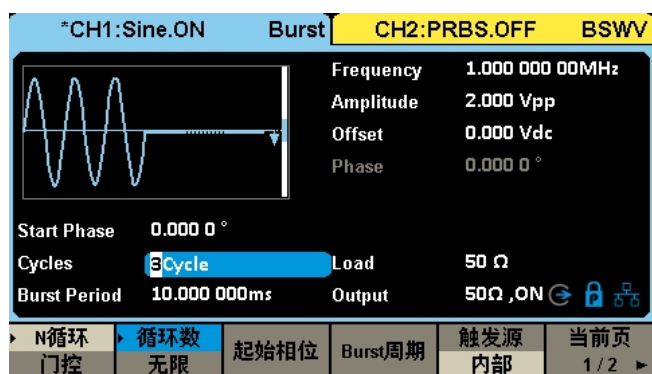 *CH1:Sine.ON Burst CH2:PRBS.OFF BSWV
Frequency 1.000 000 00MHz
Amplitude 2.000 Vpp
Offset 0.000 Vdc
Phase 0.000 0 °
Start Phase 0.000 0 °
Cycles 3Cycle Load 50 Ω
Burst Period 10.000 000ms Output 50Ω ,ON
N循环 循环数 起始相位 Burst周期 触发源 当前页
门控 无限 内部 1/2